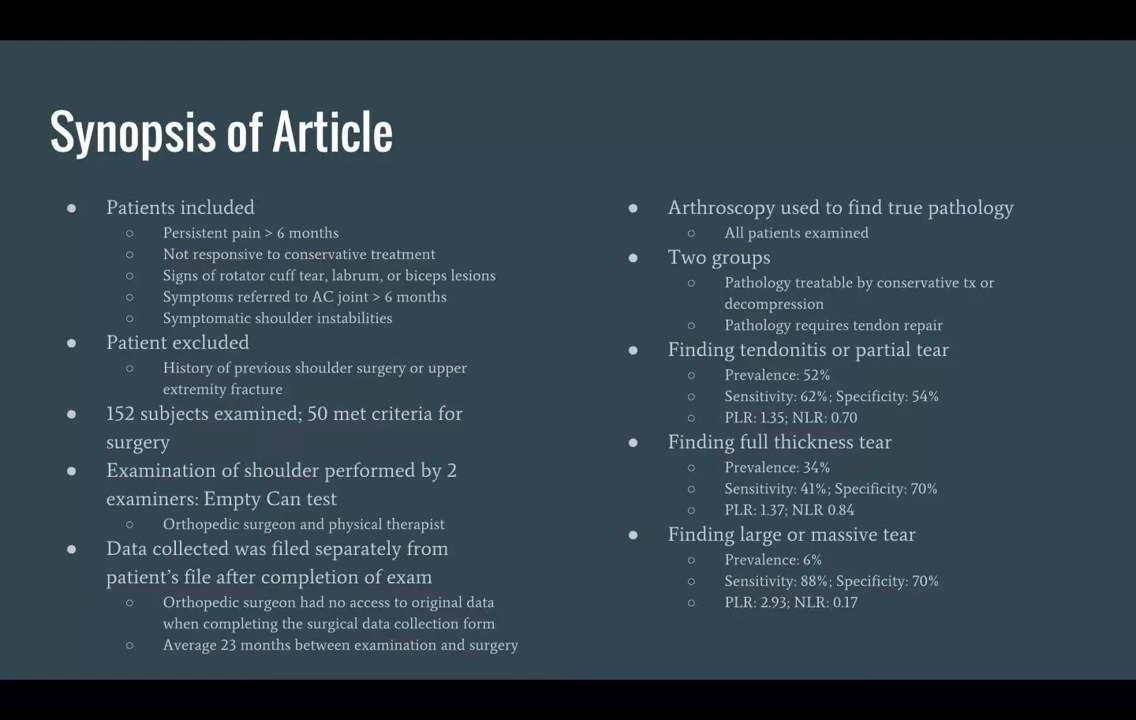 Synopsis of Article
● Patients included
○ Persistent pain > 6 months
○ Not responsive to conservative treatment
○ Signs of rotator cuff tear, labrum, or biceps lesions
○ Symptoms referred to AC joint > 6 months
○ Symptomatic shoulder instabilities
● Patient excluded
○ History of previous shoulder surgery or upper
extremity fracture
● 152 subjects examined; 50 met criteria for
surgery
● Examination of shoulder performed by 2
examiners: Empty Can test
○ Orthopedic surgeon and physical therapist
● Data collected was filed separately from
patient's file after completion of exam
○ Orthopedic surgeon had no access to original data
when completing the surgical data collection form
○ Average 23 months between examination and surgery
● Arthroscopy used to find true pathology
○ All patients examined
● Two groups
○ Pathology treatable by conservative tx or
decompression
○ Pathology requires tendon repair
● Finding tendonitis or partial tear
○ Prevalence: 52%
○ Sensitivity: 62%; Specificity: 54%
○ PLR: 1.35; NLR: 0.70
● Finding full thickness tear
○ Prevalence: 34%
○ Sensitivity: 41%; Specificity: 70%
○ PLR: 1.37; NLR 0.84
● Finding large or massive tear
○ Prevalence: 6%
○ Sensitivity: 88%; Specificity: 70%
○ PLR: 2.93; NLR: 0.17